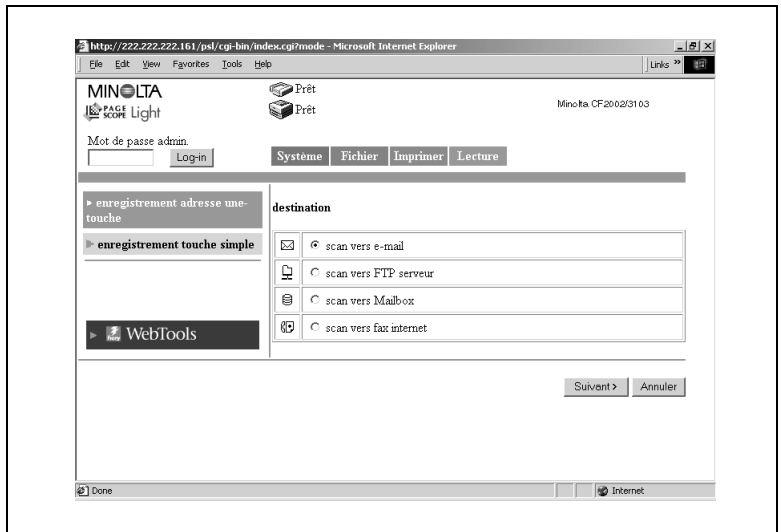 http://222.222.222.161/psl/cgi-bin/index.cgi?mode - Microsoft Internet Explorer
File Edit View Favorites Tools Help
Links »
MINOLTA
PAGE SCOPE Light
Prêt
Prêt
Minolta CF2002/3103
Mot de passe admin.
Log-in
Système Fichier Imprimer Lecture
enregistrement adresse une-
touche
enregistrement touche simple
WebTools
destination
scan vers e-mail
scan vers FTP serveur
scan vers Mailbox
scan vers fax internet
Suivant >
Annuler
Done
Internet